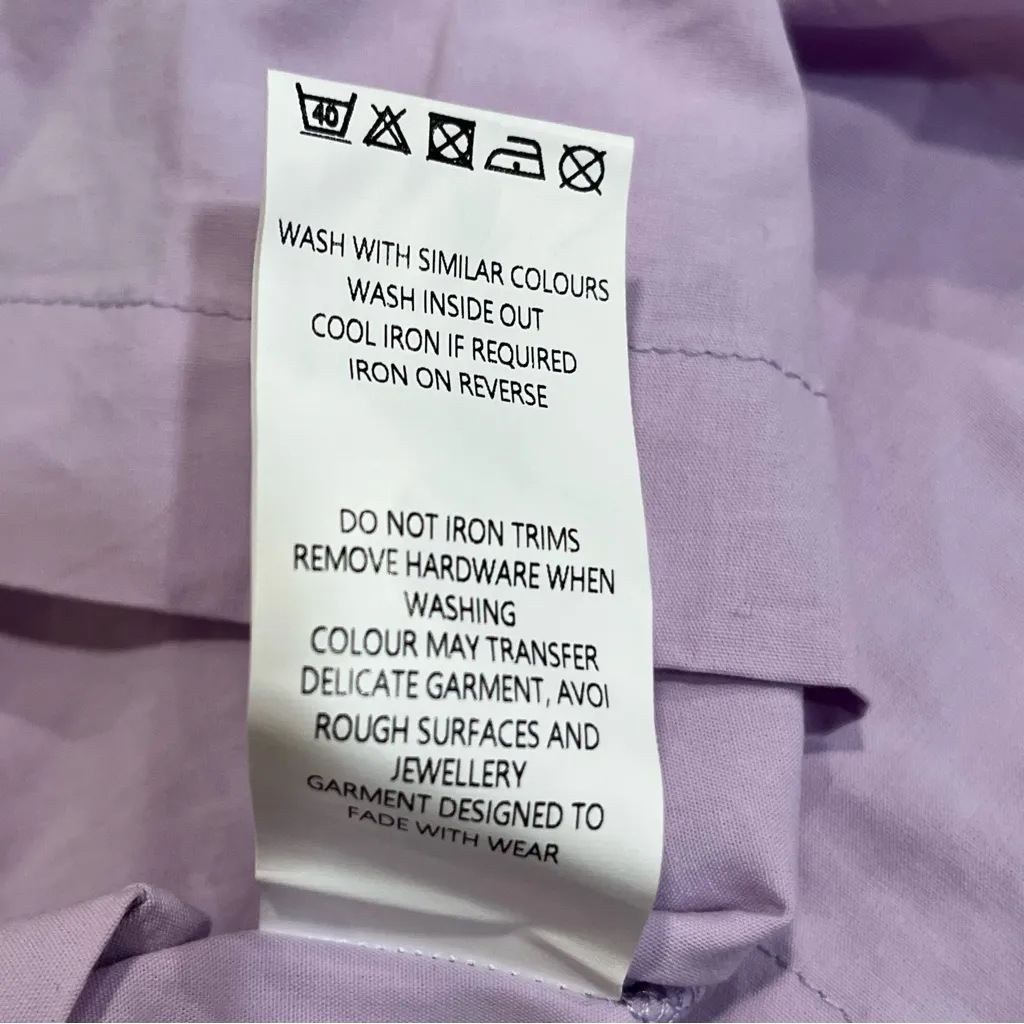 40
WASH WITH SIMILAR COLOURS
WASH INSIDE OUT
COOL IRON IF REQUIRED
IRON ON REVERSE
DO NOT IRON TRIMS
REMOVE HARDWARE WHEN
WASHING
COLOUR MAY TRANSFER
DELICATE GARMENT, AVOI
ROUGH SURFACES AND
JEWELLERY
GARMENT DESIGNED TO
FADE WITH WEAR